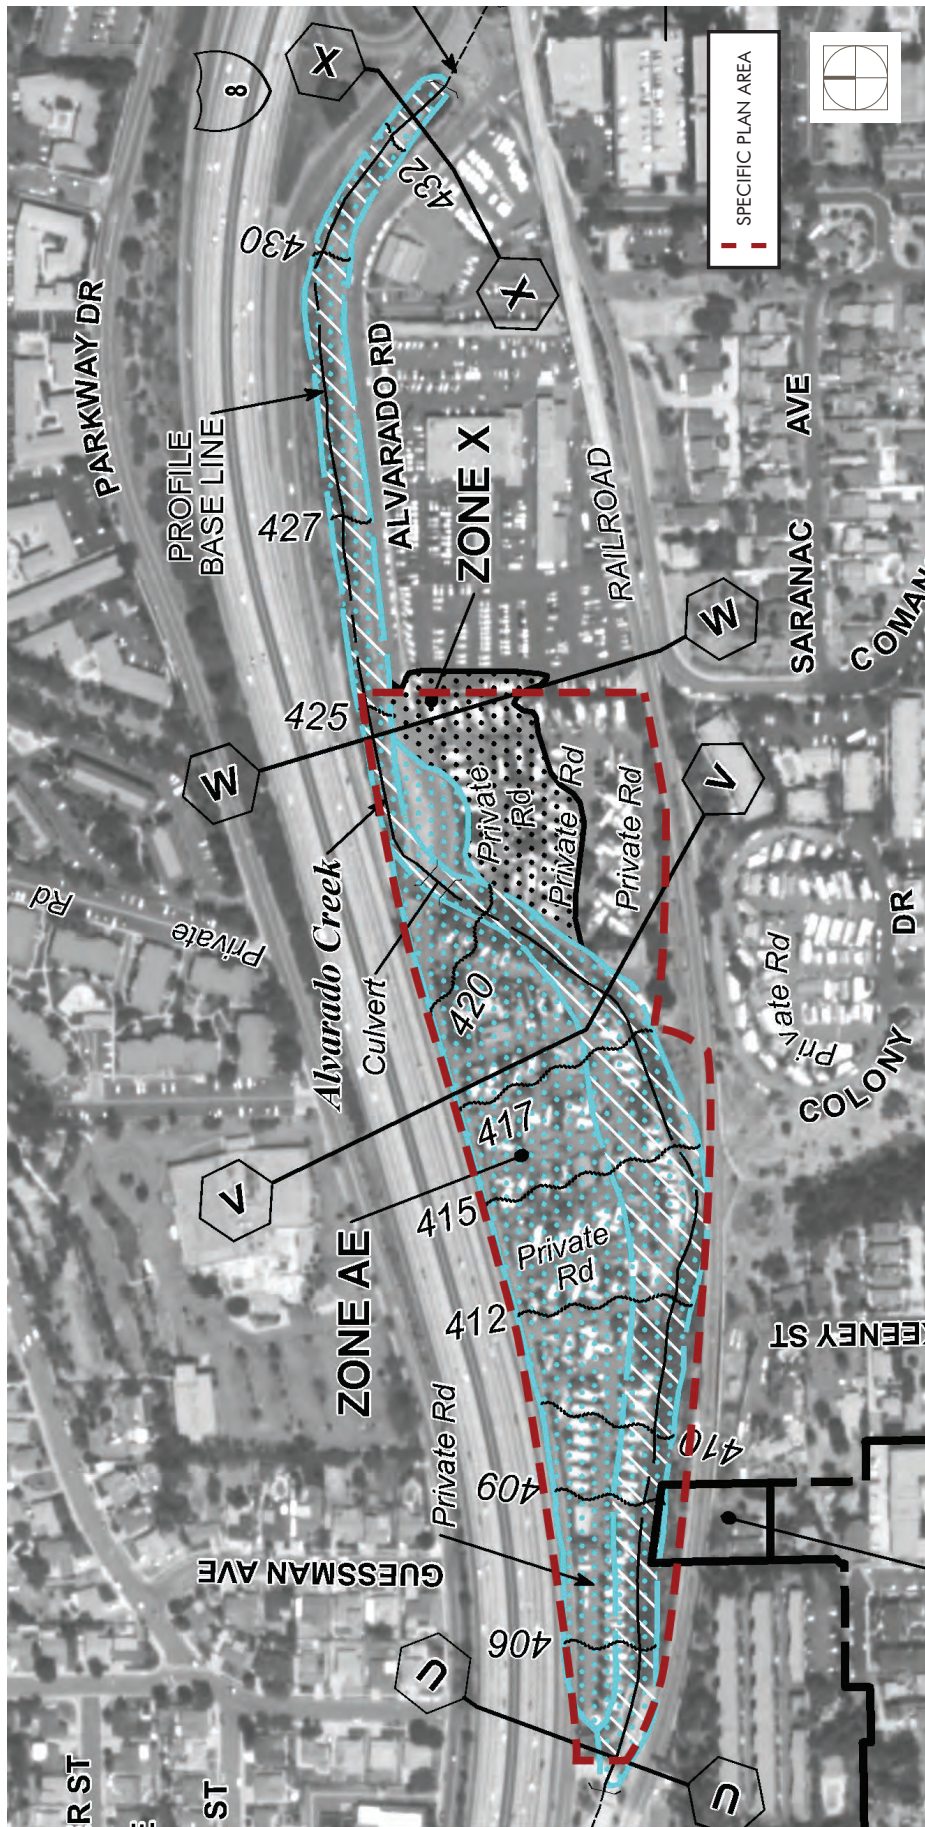 8
X
SPECIFIC PLAN AREA
432
430
X
PARKWAY DR
PROFILE
BASE LINE
ALVARADO RD
427
ZONE X
RAILROAD
AVE
SARANAC
COMAN
W
425
W
Private
Rd
Private Rd
Private Rd
V
Rd
Private
Alvarado Creek
Culvert
420
Private Rd
DR
COLONY
417
V
415
ZONE AE
Private
Rd
412
KEENEY ST
Private Rd
410
409
GUESSMAN AVE
406
U
U
R ST
ST